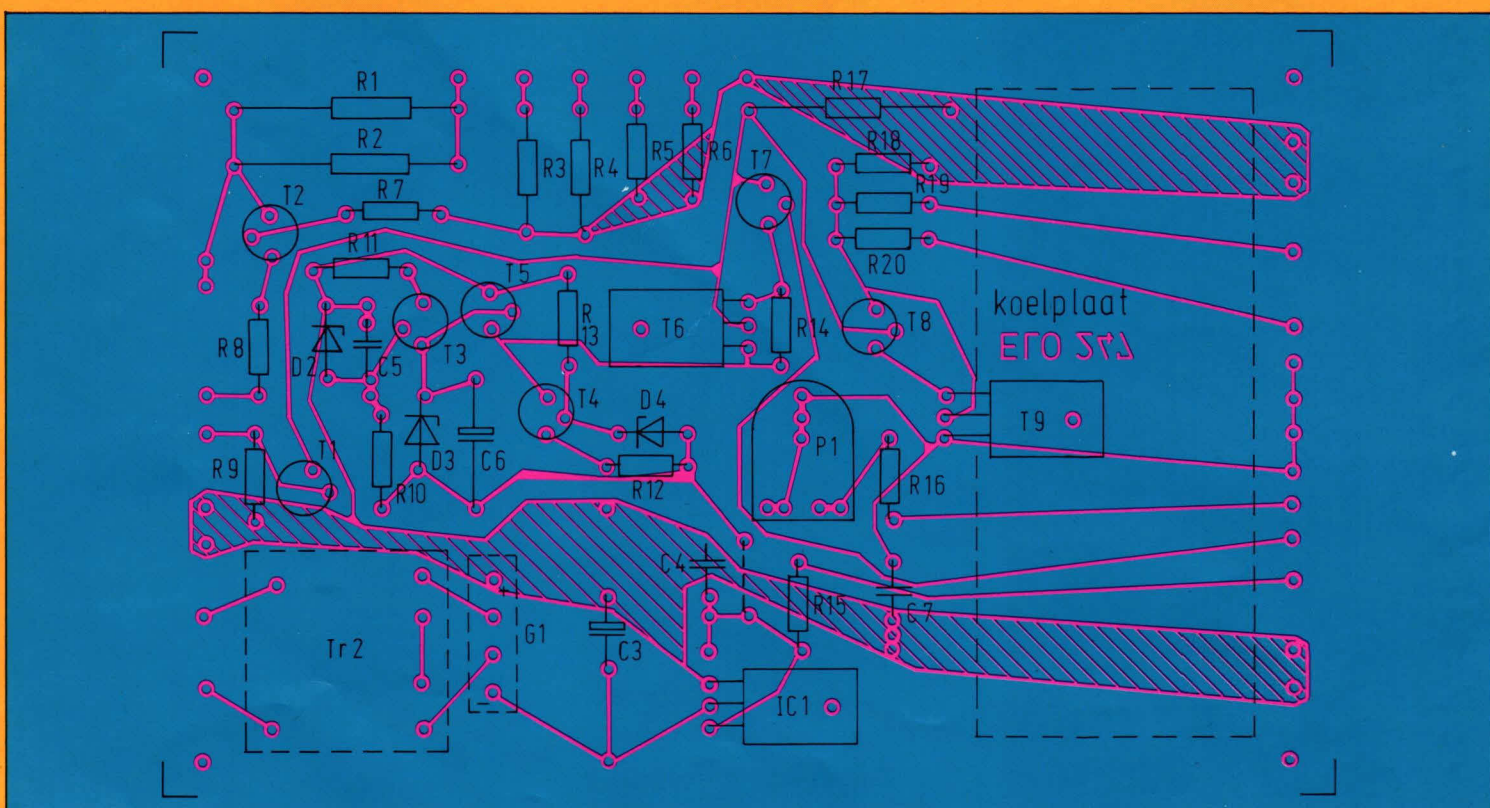 R1
R17
R2
R3
R4
R5
R6
T7
R18
T2
R7
R19
R11
R20
T5
koelplaat
R
13
T6
R14
T8
R8
D2
C5
T3
ELO 247
T4
D4
T9
P1
R9
T1
R10
D3
C6
R12
R16
C4
+
R15
C7
Tr2
G1
C3
-
IC1